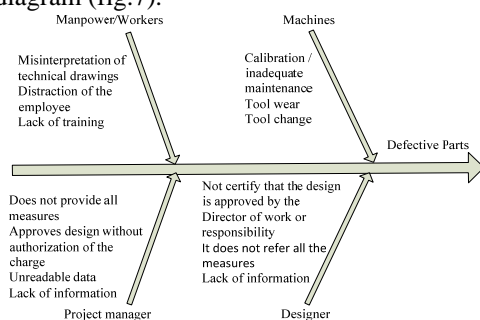 diagram (fig.7).
Manpower/Workers
Misinterpretation of
technical drawings
Distraction of the
employee
Lack of training
Machines
Calibration /
inadequate
maintenance
Tool wear
Tool change
Defective Parts
Does not provide all
measures
Approves design without
authorization of the
charge
Unreadable data
Lack of information
Project manager
Not certify that the design
is approved by the
Director of work or
responsibility
It does not refer all the
measures
Lack of information
Designer